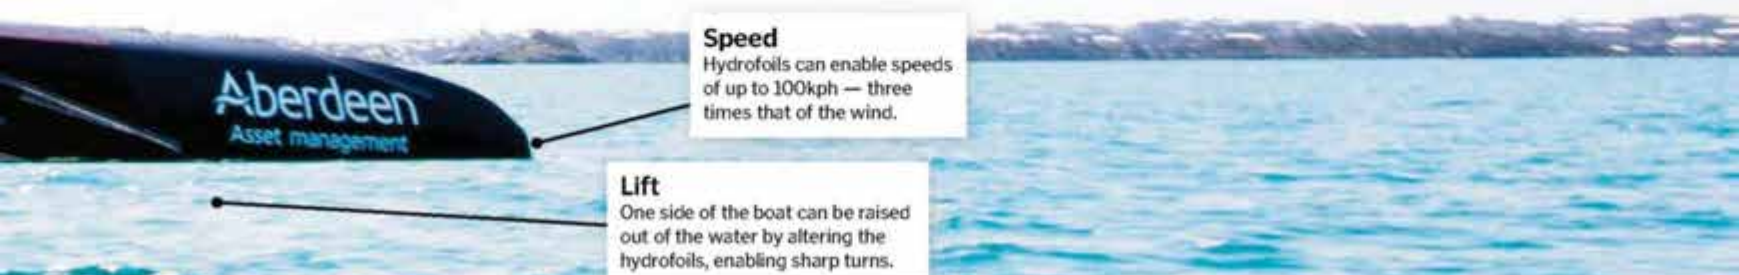 Aberdeen
Asset management
Speed
Hydrofoils can enable speeds
of up to 100kph — three
times that of the wind.
Lift
One side of the boat can be raised
out of the water by altering the
hydrofoils, enabling sharp turns.